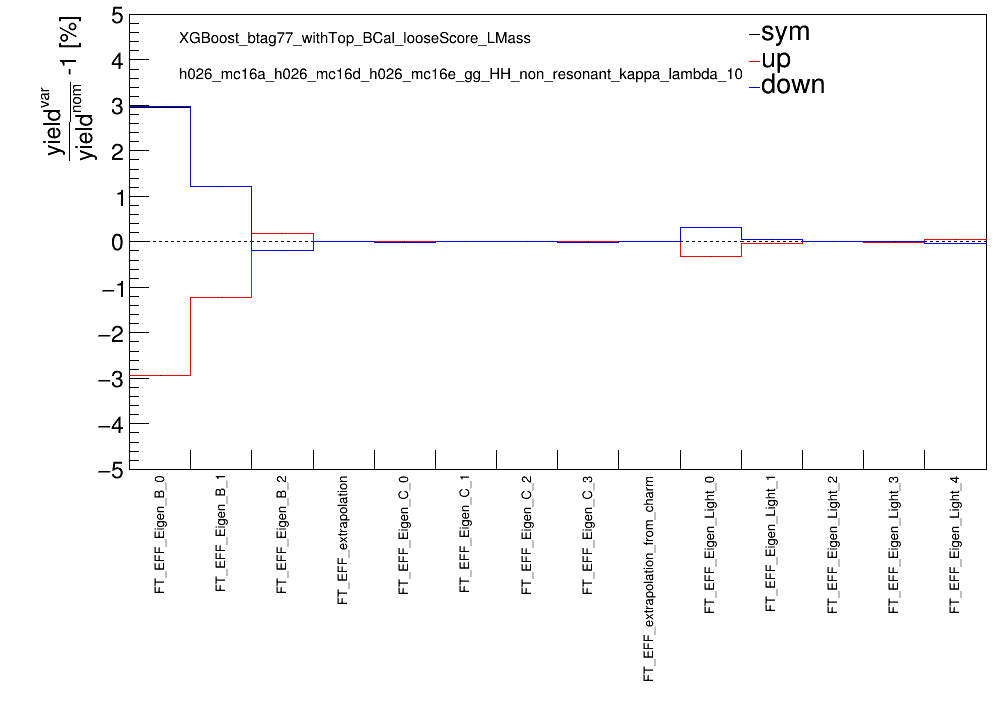 XGBoost_btag77_withTop_BCal_looseScore_LMass
h026_mc16a_h026_mc16d_h026_mc16e_gg_HH_non_resonant_kappa_lambda_10
sym
up
down
yield^var
yield^nom -1 [%]
5
4
3
2
1
0
−1
−2
−3
−4
−5
FT_EFF_Eigen_B_0
FT_EFF_Eigen_B_1
FT_EFF_Eigen_B_2
FT_EFF_extrapolation
FT_EFF_Eigen_C_0
FT_EFF_Eigen_C_1
FT_EFF_Eigen_C_2
FT_EFF_Eigen_C_3
FT_EFF_extrapolation_from_charm
FT_EFF_Eigen_Light_0
FT_EFF_Eigen_Light_1
FT_EFF_Eigen_Light_2
FT_EFF_Eigen_Light_3
FT_EFF_Eigen_Light_4